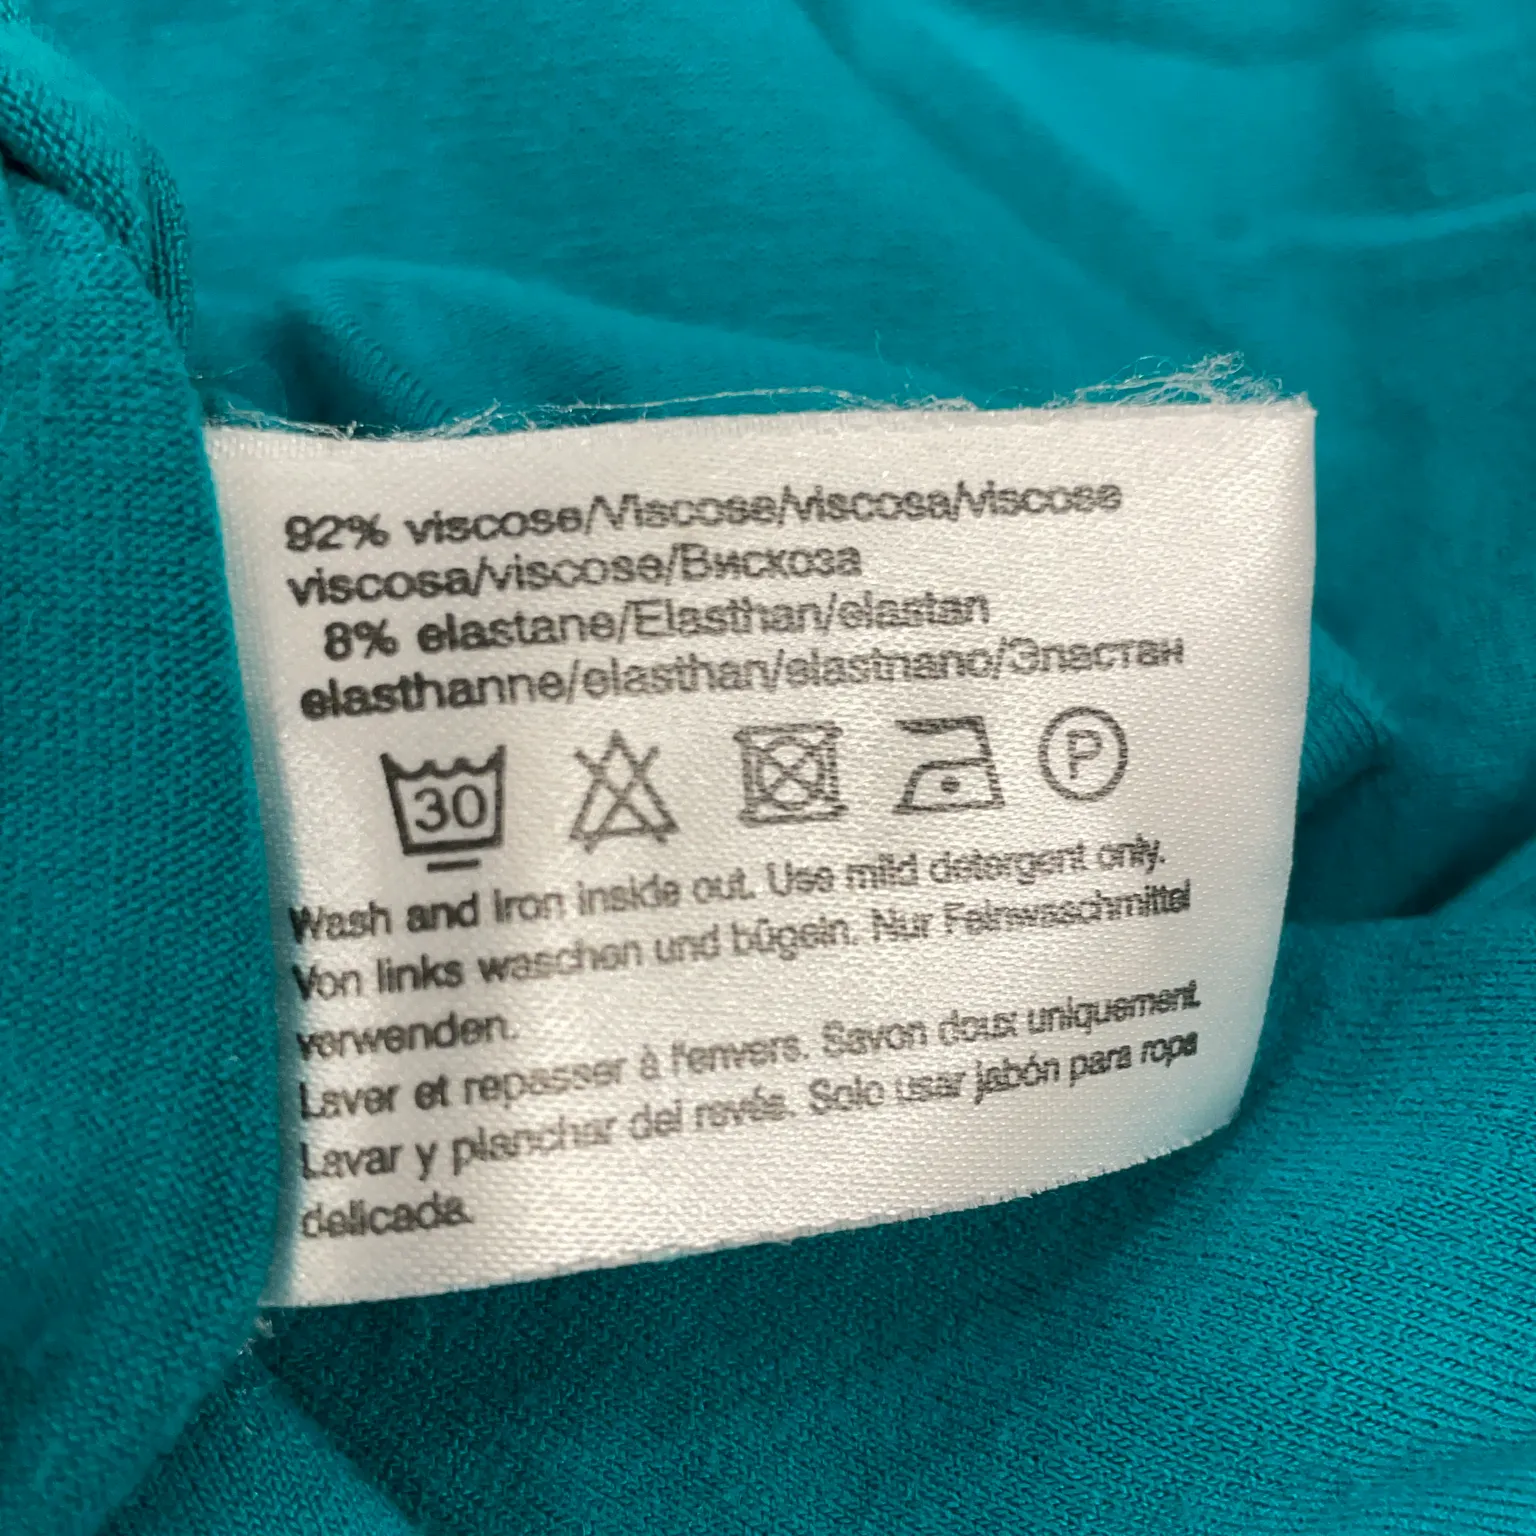 92% viscose/Viscose/viscosa/viscose
viscosa/viscose/Вискоза
8% elastane/Elasthan/elastan
elasthanne/elasthan/elastnano/Эластан
30
P
Wash and Iron inside out. Use mild detergent only.
Von links waschen und bügeln. Nur Feinwaschmittel
verwenden.
Laver et repasser à l'envers. Savon doux uniquement.
Lavar y planchar del revés. Solo usar jabón para ropa
delicada.